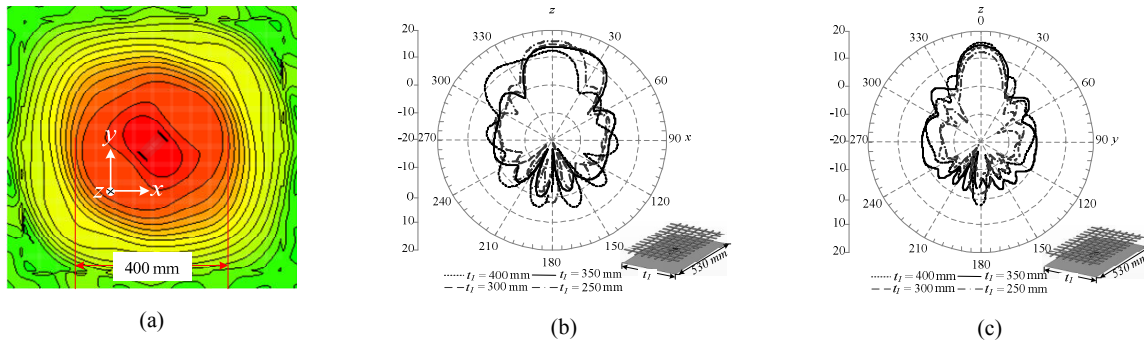 y
z
x
400 mm
(a)
z
20
10
0
-10
-20
-10
0
10
20
330
30
300
60
270
90 x
240
120
210
150
180
t1
530 mm
t1 = 400 mm
t1 = 350 mm
t1 = 300 mm
t1 = 250 mm
(b)
z
0
20
10
0
-10
-20
-10
0
10
20
330
30
300
60
270
90 y
240
120
210
150
180
t1
530 mm
t1 = 400 mm
t1 = 350 mm
t1 = 300 mm
t1 = 250 mm
(c)